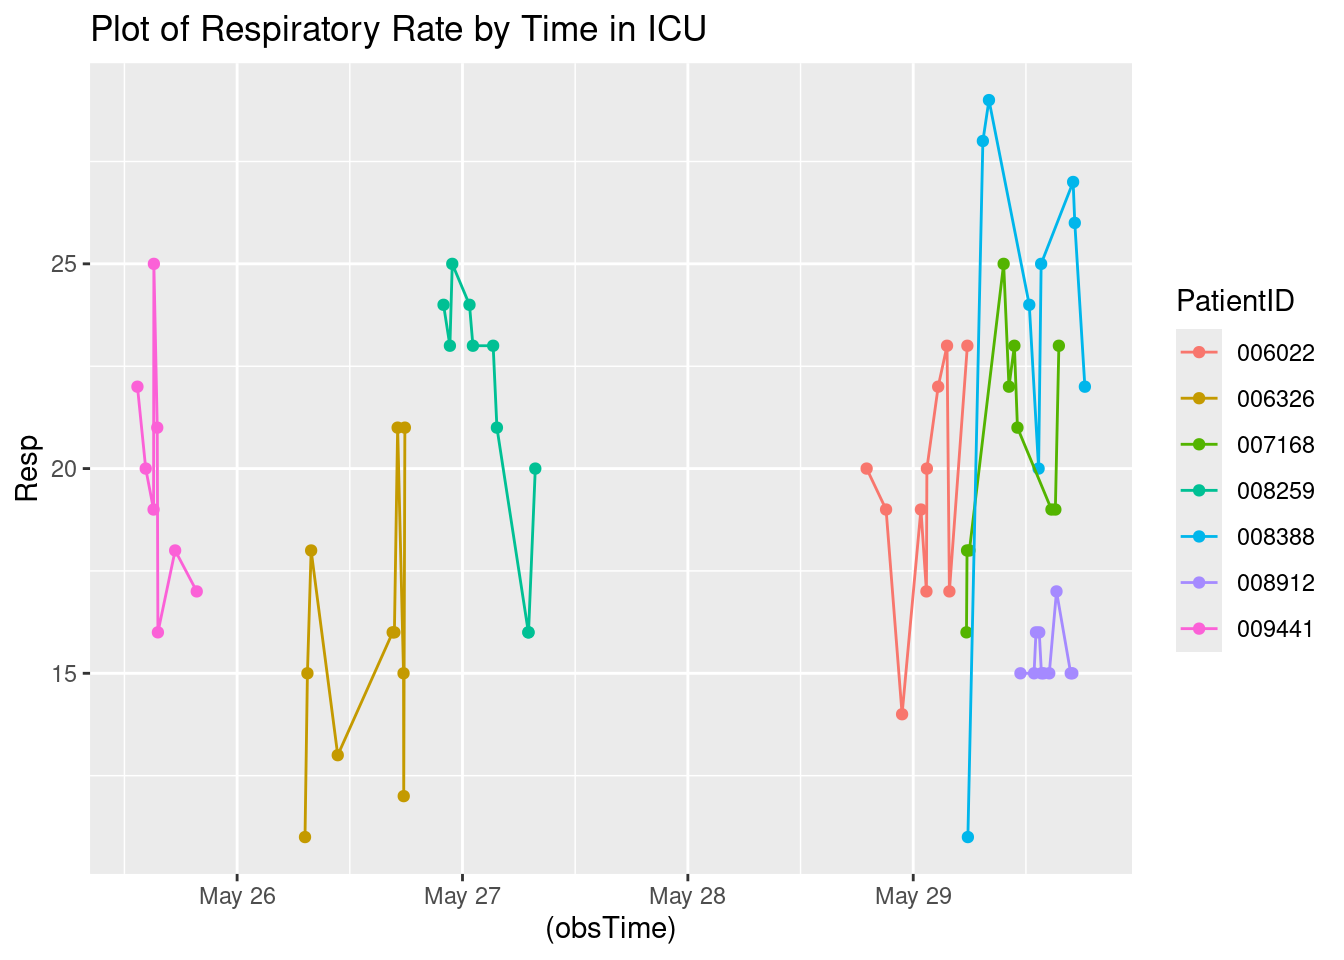 Plot of Respiratory Rate by Time in ICU
25
20
15
Resp
May 26
May 27
May 28
May 29
(obsTime)
PatientID
006022
006326
007168
008259
008388
008912
009441